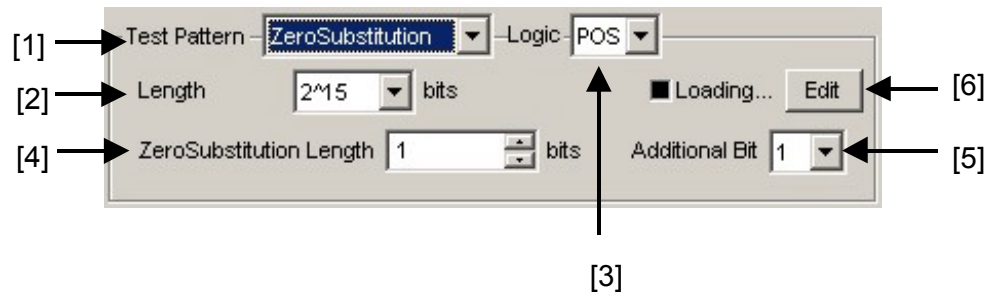 [1] Test Pattern ZeroSubstitution Logic POS
[2] Length 2^15 bits Loading... Edit [6]
[4] ZeroSubstitution Length 1 bits Additional Bit 1 [5]
[3]